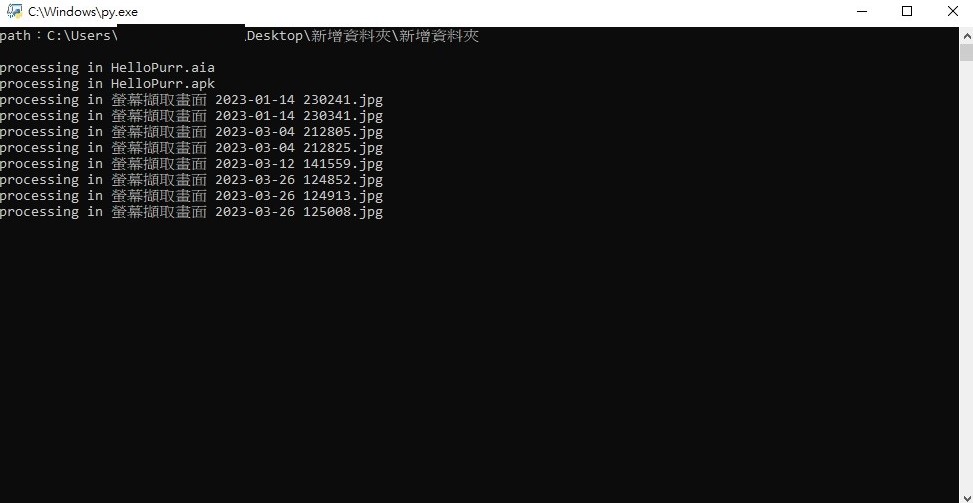 C:\Windows\py.exe
path：C:\Users\ \Desktop\新增資料夾\新增資料夾
processing in HelloPurr.aia
processing in HelloPurr.apk
processing in 螢幕擷取畫面 2023-01-14 230241.jpg
processing in 螢幕擷取畫面 2023-01-14 230341.jpg
processing in 螢幕擷取畫面 2023-03-04 212805.jpg
processing in 螢幕擷取畫面 2023-03-04 212825.jpg
processing in 螢幕擷取畫面 2023-03-12 141559.jpg
processing in 螢幕擷取畫面 2023-03-26 124852.jpg
processing in 螢幕擷取畫面 2023-03-26 124913.jpg
processing in 螢幕擷取畫面 2023-03-26 125008.jpg